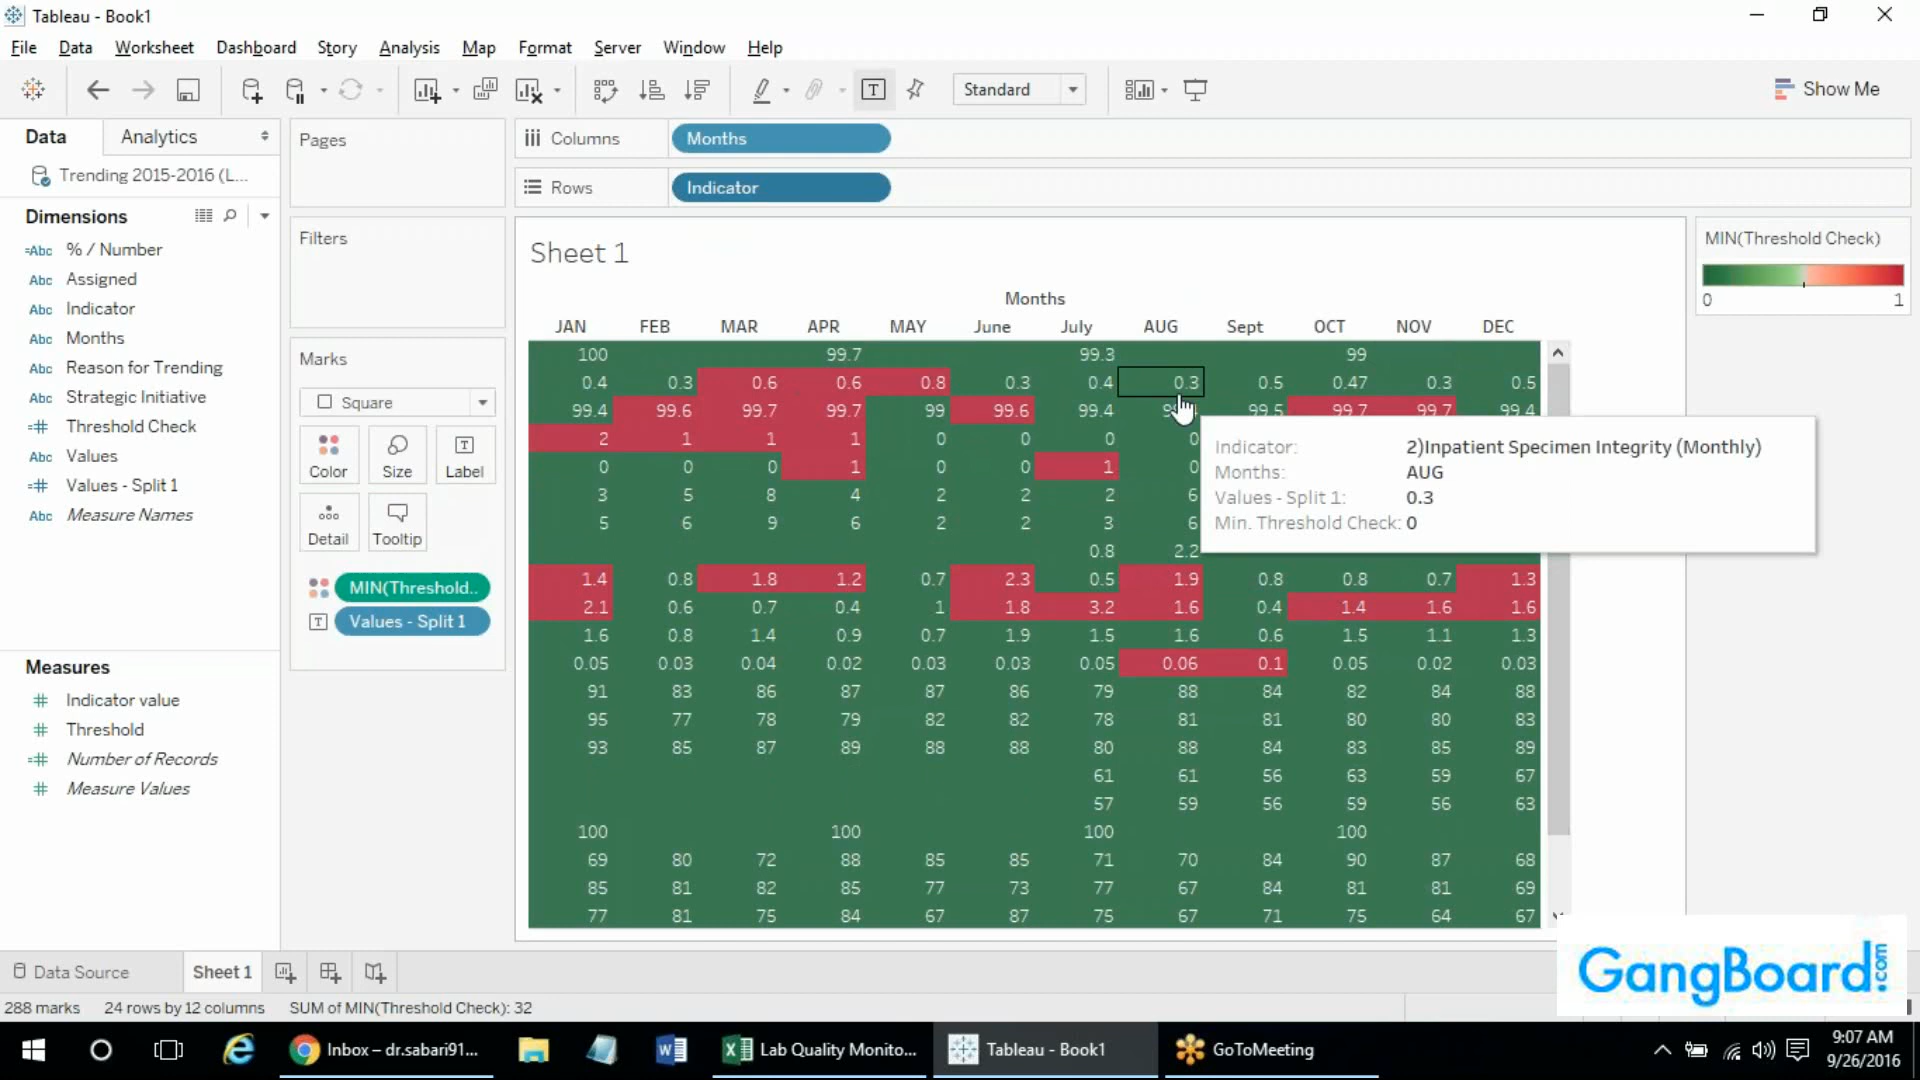 Tableau - Book1
File Data Worksheet Dashboard Story Analysis Map Format Server Window Help
Standard
Show Me
Data Analytics
Pages
Columns Months
Trending 2015-2016 (L...
Rows Indicator
Dimensions
% / Number
Assigned
Indicator
Months
Reason for Trending
Strategic Initiative
Threshold Check
Values
Values - Split 1
Measure Names
Measures
Indicator value
Threshold
Number of Records
Measure Values
Filters
Marks
Square
Color Size Label
Detail Tooltip
MIN(Threshold..
Values - Split 1
Sheet 1
Months
JAN FEB MAR APR MAY June July AUG Sept OCT NOV DEC
100 99.7 99.3 99
0.4 0.3 0.6 0.6 0.8 0.3 0.4 0.3 0.5 0.47 0.3 0.5
99.4 99.6 99.7 99.7 99 99.6 99.4 99.5 99.7 99.7 99.4
2 1 1 1 0 0 0 0
0 0 0 1 0 0 1 0
3 5 8 4 2 2 2 6
5 6 9 6 2 2 3 6
0.8 2.2
1.4 0.8 1.8 1.2 0.7 2.3 0.5 1.9 0.8 0.8 0.7 1.3
2.1 0.6 0.7 0.4 1 1.8 3.2 1.6 0.4 1.4 1.6 1.6
1.6 0.8 1.4 0.9 0.7 1.9 1.5 1.6 0.6 1.5 1.1 1.3
0.05 0.03 0.04 0.02 0.03 0.03 0.05 0.06 0.1 0.05 0.02 0.03
91 83 86 87 87 86 79 88 84 82 84 88
95 77 78 79 82 82 78 81 81 80 80 83
93 85 87 89 88 88 80 88 84 83 85 89
61 61 56 63 59 67
57 59 56 59 56 63
100 100 100 100
69 80 72 88 85 85 71 70 84 90 87 68
85 81 82 85 77 73 77 67 84 81 81 69
77 81 75 84 67 87 75 67 71 75 64 67
Indicator: 2)Inpatient Specimen Integrity (Monthly)
Months: AUG
Values - Split 1: 0.3
Min. Threshold Check: 0
MIN(Threshold Check)
0 1
GangBoard.com
Data Source Sheet 1
288 marks 24 rows by 12 columns SUM of MIN(Threshold Check): 32
Inbox – dr.sabari91... Lab Quality Monito... Tableau - Book1 GoToMeeting
9:07 AM
9/26/2016